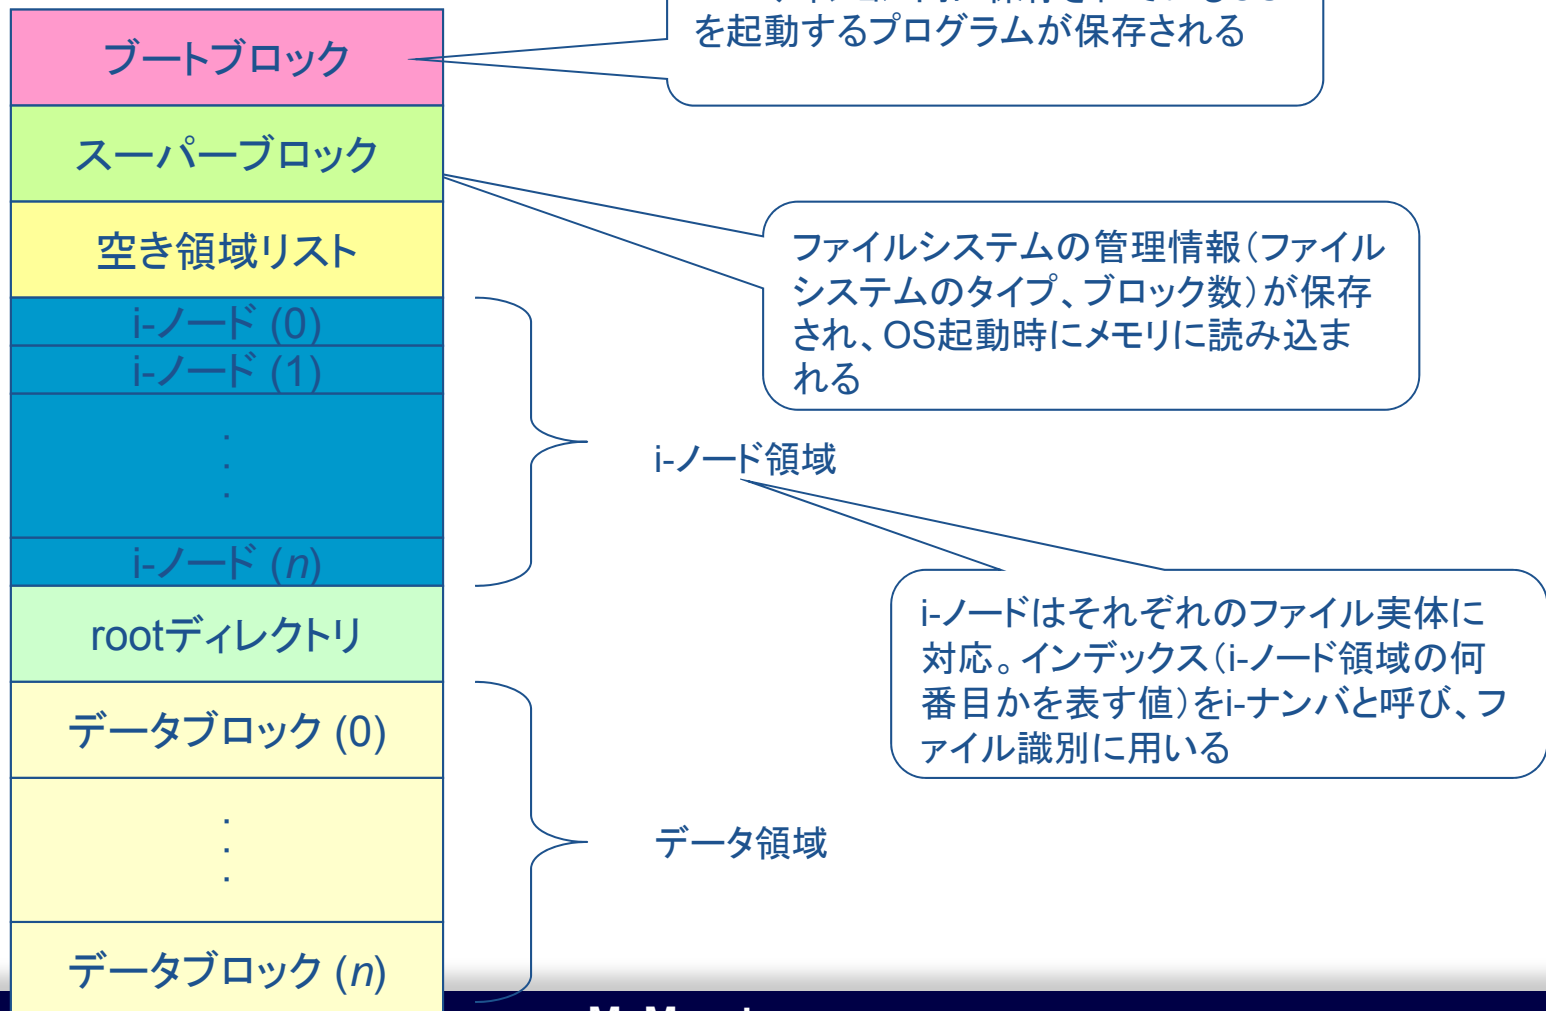 を起動するプログラムが保存される
ブートブロック
スーパーブロック
空き領域リスト
ファイルシステムの管理情報（ファイル
システムのタイプ、ブロック数）が保存
され、OS起動時にメモリに読み込ま
れる
i-ノード (0)
i-ノード (1)
i-ノード領域
i-ノード (n)
i-ノードはそれぞれのファイル実体に
対応。インデックス（i-ノード領域の何
番目かを表す値）をi-ナンバと呼び、フ
ァイル識別に用いる
rootディレクトリ
データブロック (0)
データ領域
データブロック (n)